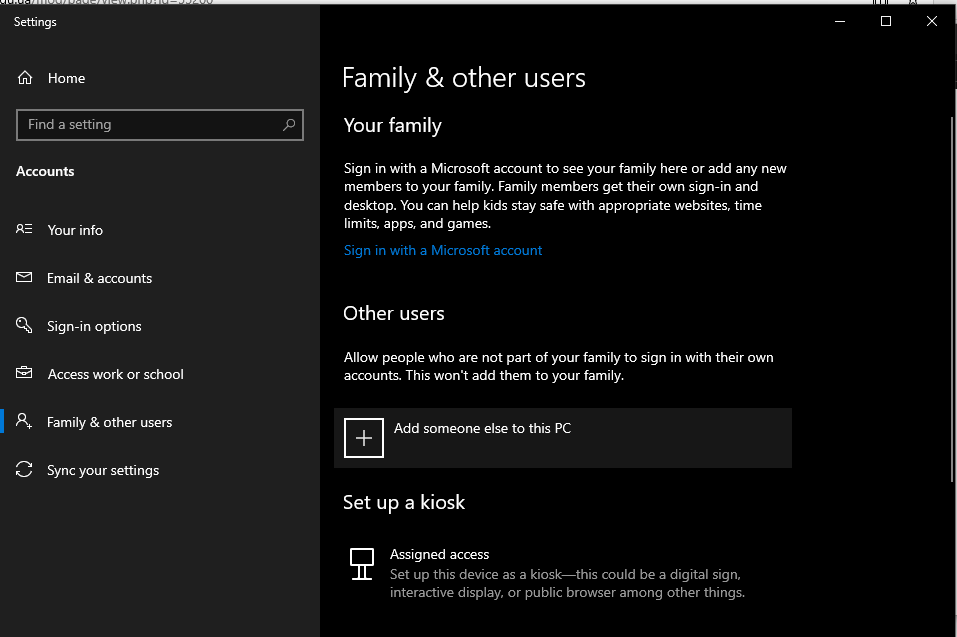 Settings
Home
Find a setting
Accounts
Your info
Email & accounts
Sign-in options
Access work or school
Family & other users
Sync your settings
Family & other users
Your family
Sign in with a Microsoft account to see your family here or add any new
members to your family. Family members get their own sign-in and
desktop. You can help kids stay safe with appropriate websites, time
limits, apps, and games.
Sign in with a Microsoft account
Other users
Allow people who are not part of your family to sign in with their own
accounts. This won't add them to your family.
Add someone else to this PC
Set up a kiosk
Assigned access
Set up this device as a kiosk—this could be a digital sign,
interactive display, or public browser among other things.